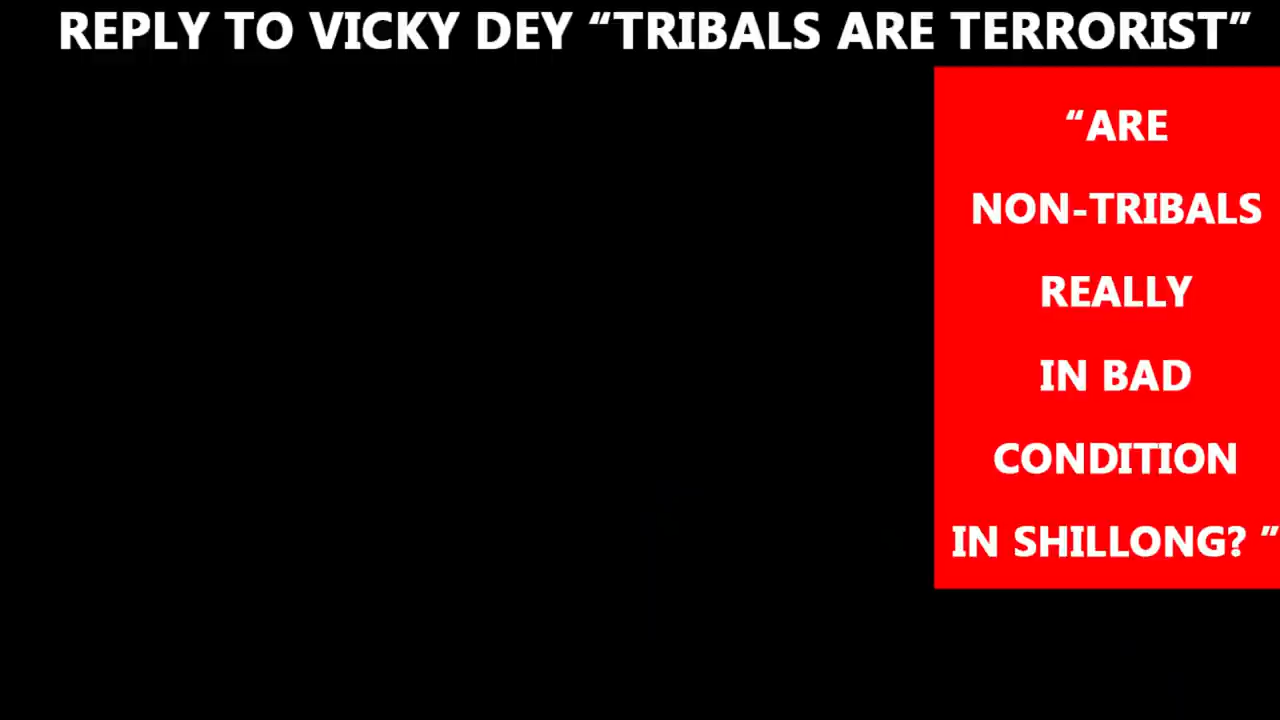 REPLY TO VICKY DEY “TRIBALS ARE TERRORIST”
“ARE
NON-TRIBALS
REALLY
IN BAD
CONDITION
IN SHILLONG? ”